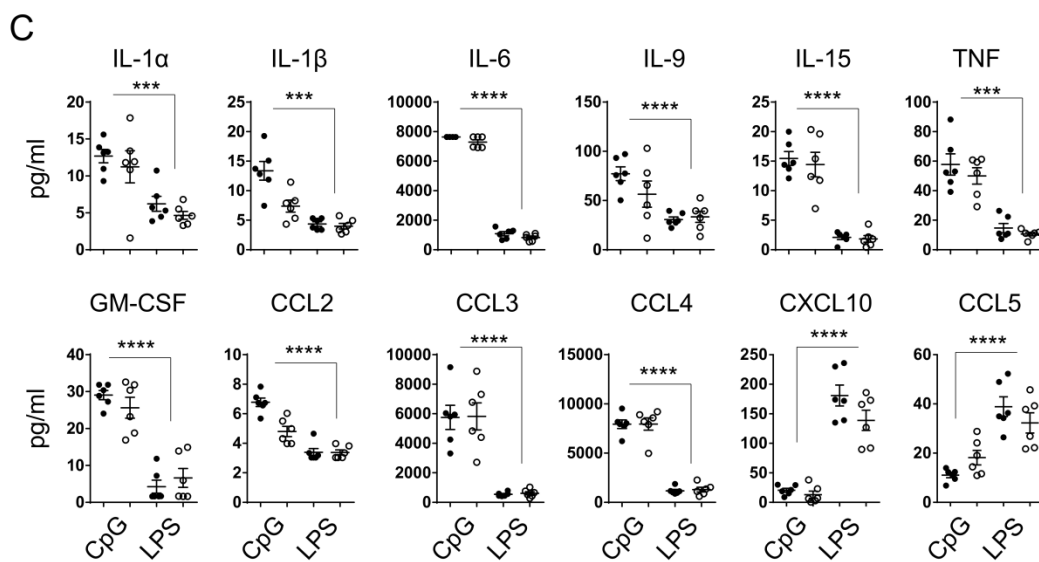 C
IL-1α IL-1β IL-6 IL-9 IL-15 TNF
*** *** **** **** **** ***
pg/ml
20 15 10 5 0
25 20 15 10 5 0
10000 8000 6000 4000 2000 0
150 100 50 0
25 20 15 10 5 0
100 80 60 40 20 0
GM-CSF CCL2 CCL3 CCL4 CXCL10 CCL5
**** **** **** **** **** ****
pg/ml
40 30 20 10 0
10 8 6 4 2 0
10000 8000 6000 4000 2000 0
15000 10000 5000 0
250 200 150 100 50 0
60 40 20 0
CpG LPS CpG LPS CpG LPS CpG LPS CpG LPS CpG LPS